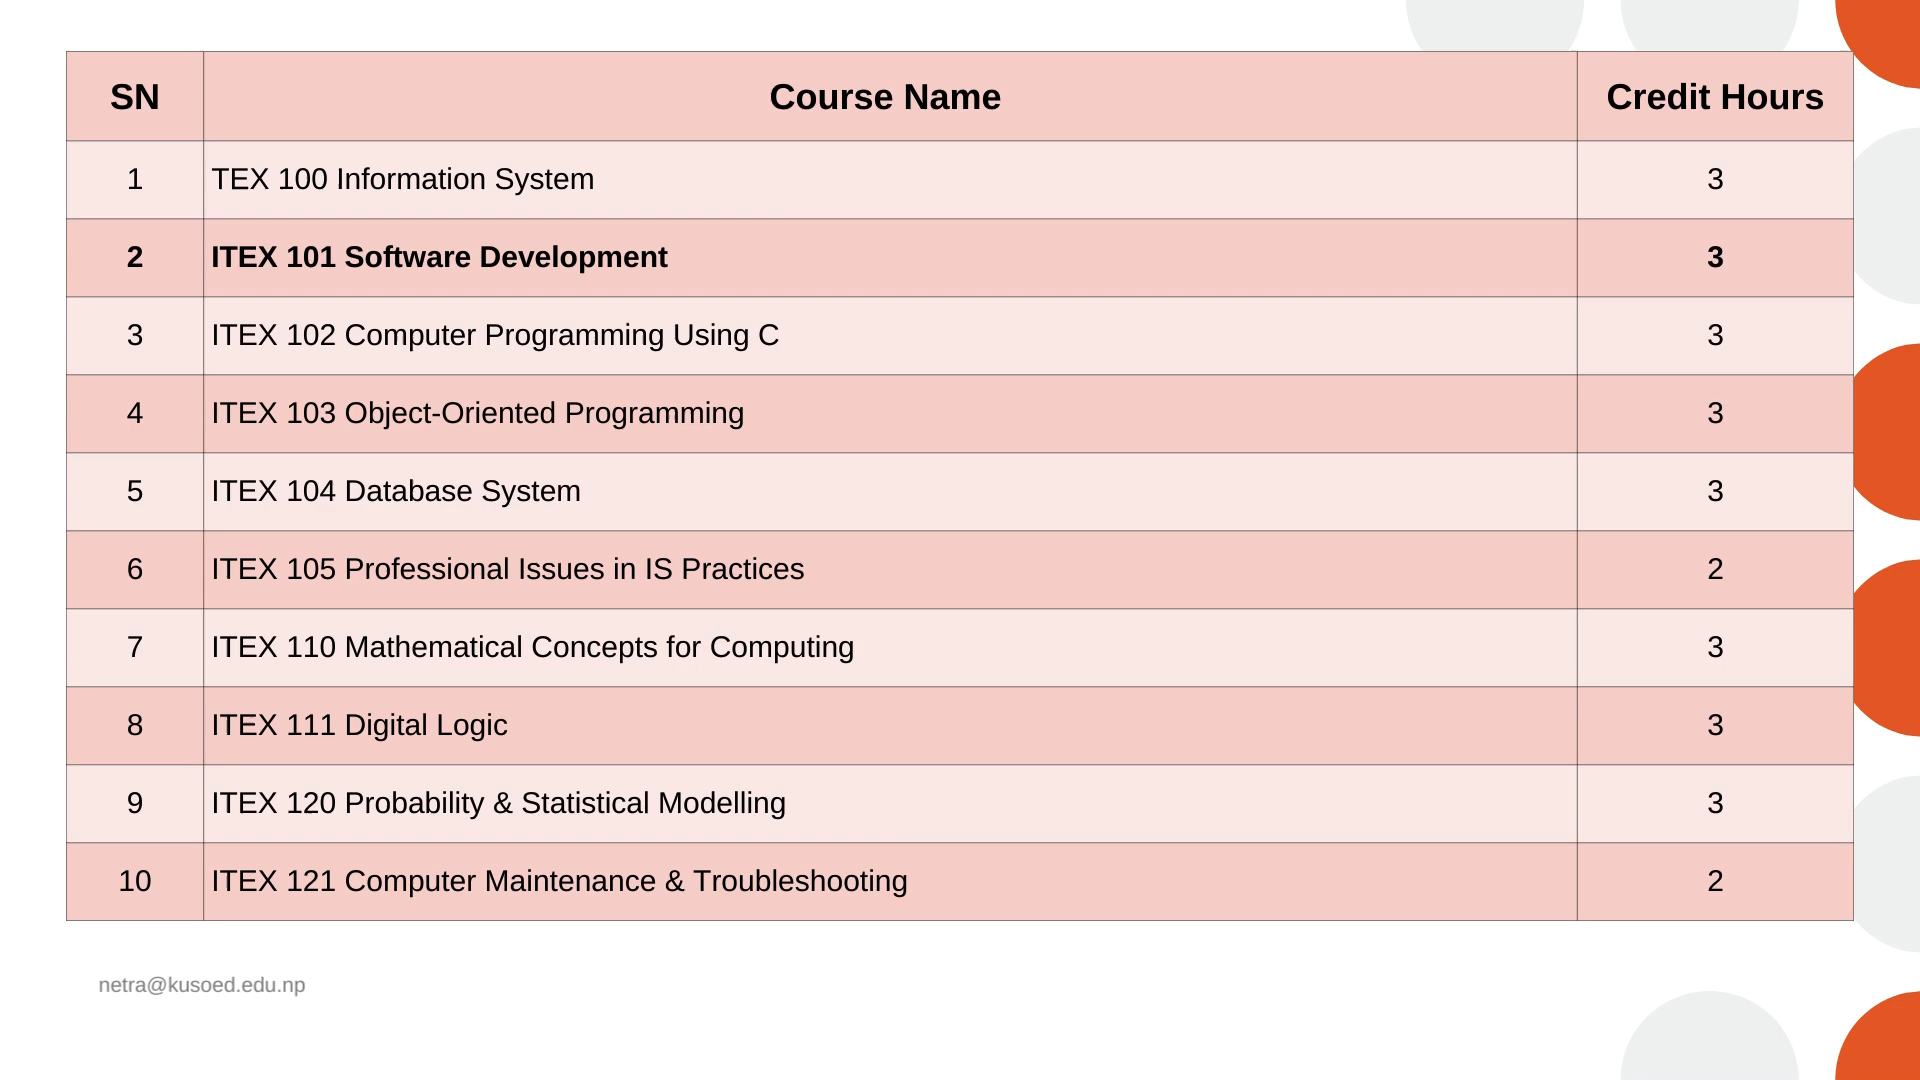 SN Course Name Credit Hours
1 TEX 100 Information System 3
2 ITEX 101 Software Development 3
3 ITEX 102 Computer Programming Using C 3
4 ITEX 103 Object-Oriented Programming 3
5 ITEX 104 Database System 3
6 ITEX 105 Professional Issues in IS Practices 2
7 ITEX 110 Mathematical Concepts for Computing 3
8 ITEX 111 Digital Logic 3
9 ITEX 120 Probability & Statistical Modelling 3
10 ITEX 121 Computer Maintenance & Troubleshooting 2
netra@kusoed.edu.np